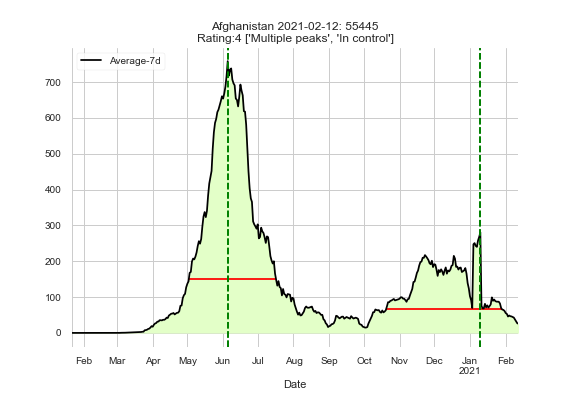 Afghanistan 2021-02-12: 55445
Rating:4 ['Multiple peaks', 'In control']
Average-7d
700
600
500
400
300
200
100
0
Feb Mar Apr May Jun Jul Aug Sep Oct Nov Dec Jan Feb
2021
Date